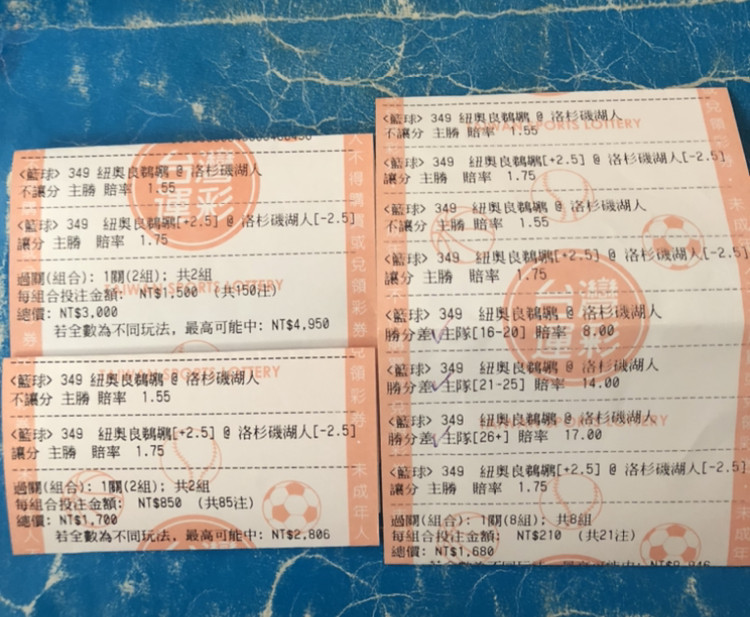 <籃球> 349 紐奧良鵜鶘 @ 洛杉磯湖人
不讓分 主勝 賠率 1.55
<籃球> 349 紐奧良鵜鶘[+2.5] @ 洛杉磯湖人[-2.5]
讓分 主勝 賠率 1.75
過關(組合): 1關(2組); 共2組
每組合投注金額: NT$1,500 (共150注)
總價: NT$3,000
若全數為不同玩法, 最高可能中: NT$4,950
台灣運彩
TAIWAN SPORTS LOTTERY
<籃球> 349 紐奧良鵜鶘 @ 洛杉磯湖人
不讓分 主勝 賠率 1.55
<籃球> 349 紐奧良鵜鶘[+2.5] @ 洛杉磯湖人[-2.5]
讓分 主勝 賠率 1.75
過關(組合): 1關(2組); 共2組
每組合投注金額: NT$850 (共85注)
總價: NT$1,700
若全數為不同玩法, 最高可能中: NT$2,806
TAIWAN SPORTS LOTTERY
<籃球> 349 紐奧良鵜鶘 @ 洛杉磯湖人
不讓分 主勝 賠率 1.55
<籃球> 349 紐奧良鵜鶘[+2.5] @ 洛杉磯湖人[-2.5]
讓分 主勝 賠率 1.75
<籃球> 349 紐奧良鵜鶘 @ 洛杉磯湖人
不讓分 主勝 賠率 1.55
<籃球> 349 紐奧良鵜鶘[+2.5] @ 洛杉磯湖人[-2.5]
讓分 主勝 賠率 1.75
<籃球> 349 紐奧良鵜鶘 @ 洛杉磯湖人
勝分差 主隊[16-20] 賠率 8.00
<籃球> 349 紐奧良鵜鶘 @ 洛杉磯湖人
勝分差 主隊[21-25] 賠率 14.00
<籃球> 349 紐奧良鵜鶘 @ 洛杉磯湖人
勝分差 主隊[26+] 賠率 17.00
<籃球> 349 紐奧良鵜鶘[+2.5] @ 洛杉磯湖人[-2.5]
讓分 主勝 賠率 1.75
過關(組合): 1關(8組); 共8組
每組合投注金額: NT$210 (共21注)
總價: NT$1,680
台灣運彩
SPORTS LOTTERY